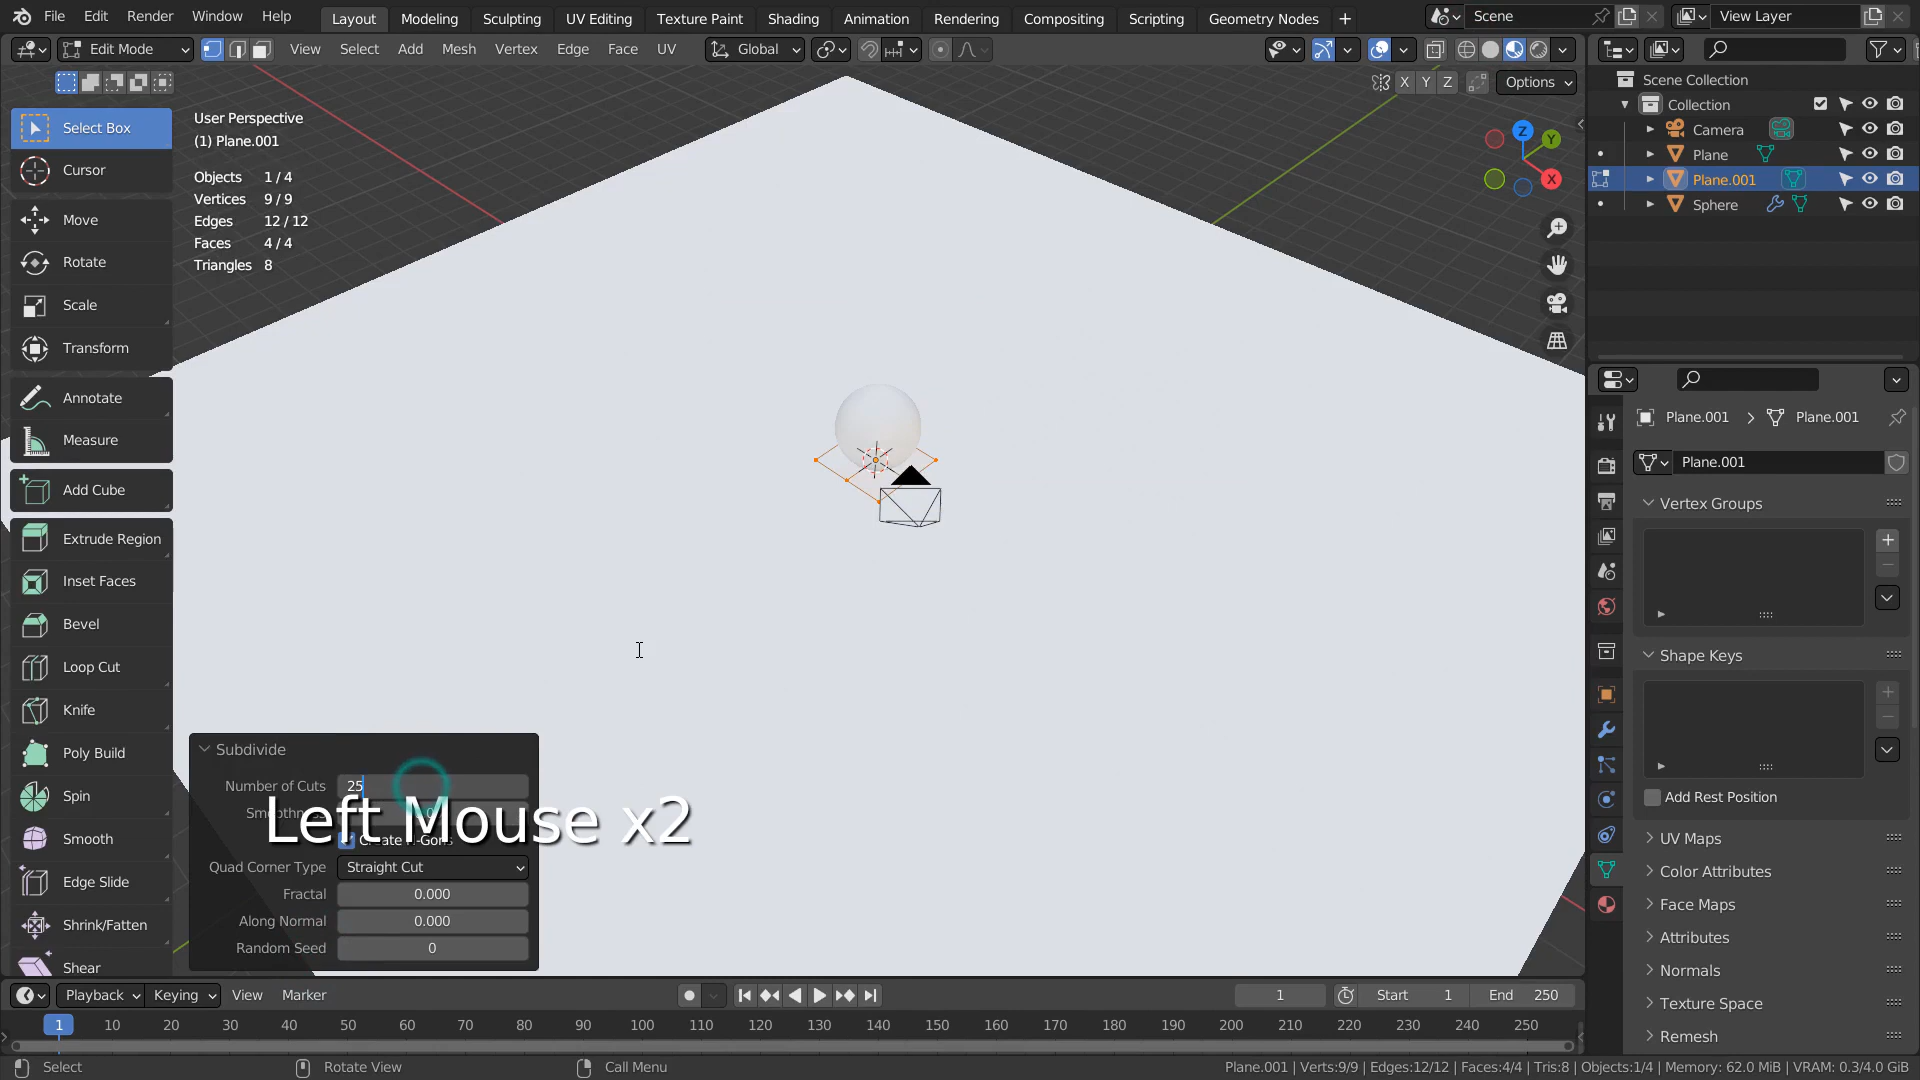 File Edit Render Window Help
Layout Modeling Sculpting UV Editing Texture Paint Shading Animation Rendering Compositing Scripting Geometry Nodes +
Scene
View Layer
Edit Mode
View Select Add Mesh Vertex Edge Face UV
Global
X Y Z
Options
Select Box
Cursor
Move
Rotate
Scale
Transform
Annotate
Measure
Add Cube
Extrude Region
Inset Faces
Bevel
Loop Cut
Knife
Poly Build
Spin
Smooth
Edge Slide
Shrink/Fatten
Shear
User Perspective
(1) Plane.001
Objects 1 / 4
Vertices 9 / 9
Edges 12 / 12
Faces 4 / 4
Triangles 8
Z
Y
X
Subdivide
Number of Cuts 25
Left Mouse x2
Quad Corner Type Straight Cut
Fractal 0.000
Along Normal 0.000
Random Seed 0
Scene Collection
Collection
Camera
Plane
Plane.001
Sphere
Plane.001 > Plane.001
Plane.001
Vertex Groups
Shape Keys
Add Rest Position
UV Maps
Color Attributes
Face Maps
Attributes
Normals
Texture Space
Remesh
Playback Keying View Marker
1 Start 1 End 250
1 10 20 30 40 50 60 70 80 90 100 110 120 130 140 150 160 170 180 190 200 210 220 230 240 250
Select Rotate View Call Menu
Plane.001 | Verts:9/9 | Edges:12/12 | Faces:4/4 | Tris:8 | Objects:1/4 | Memory: 62.0 MiB | VRAM: 0.3/4.0 GiB